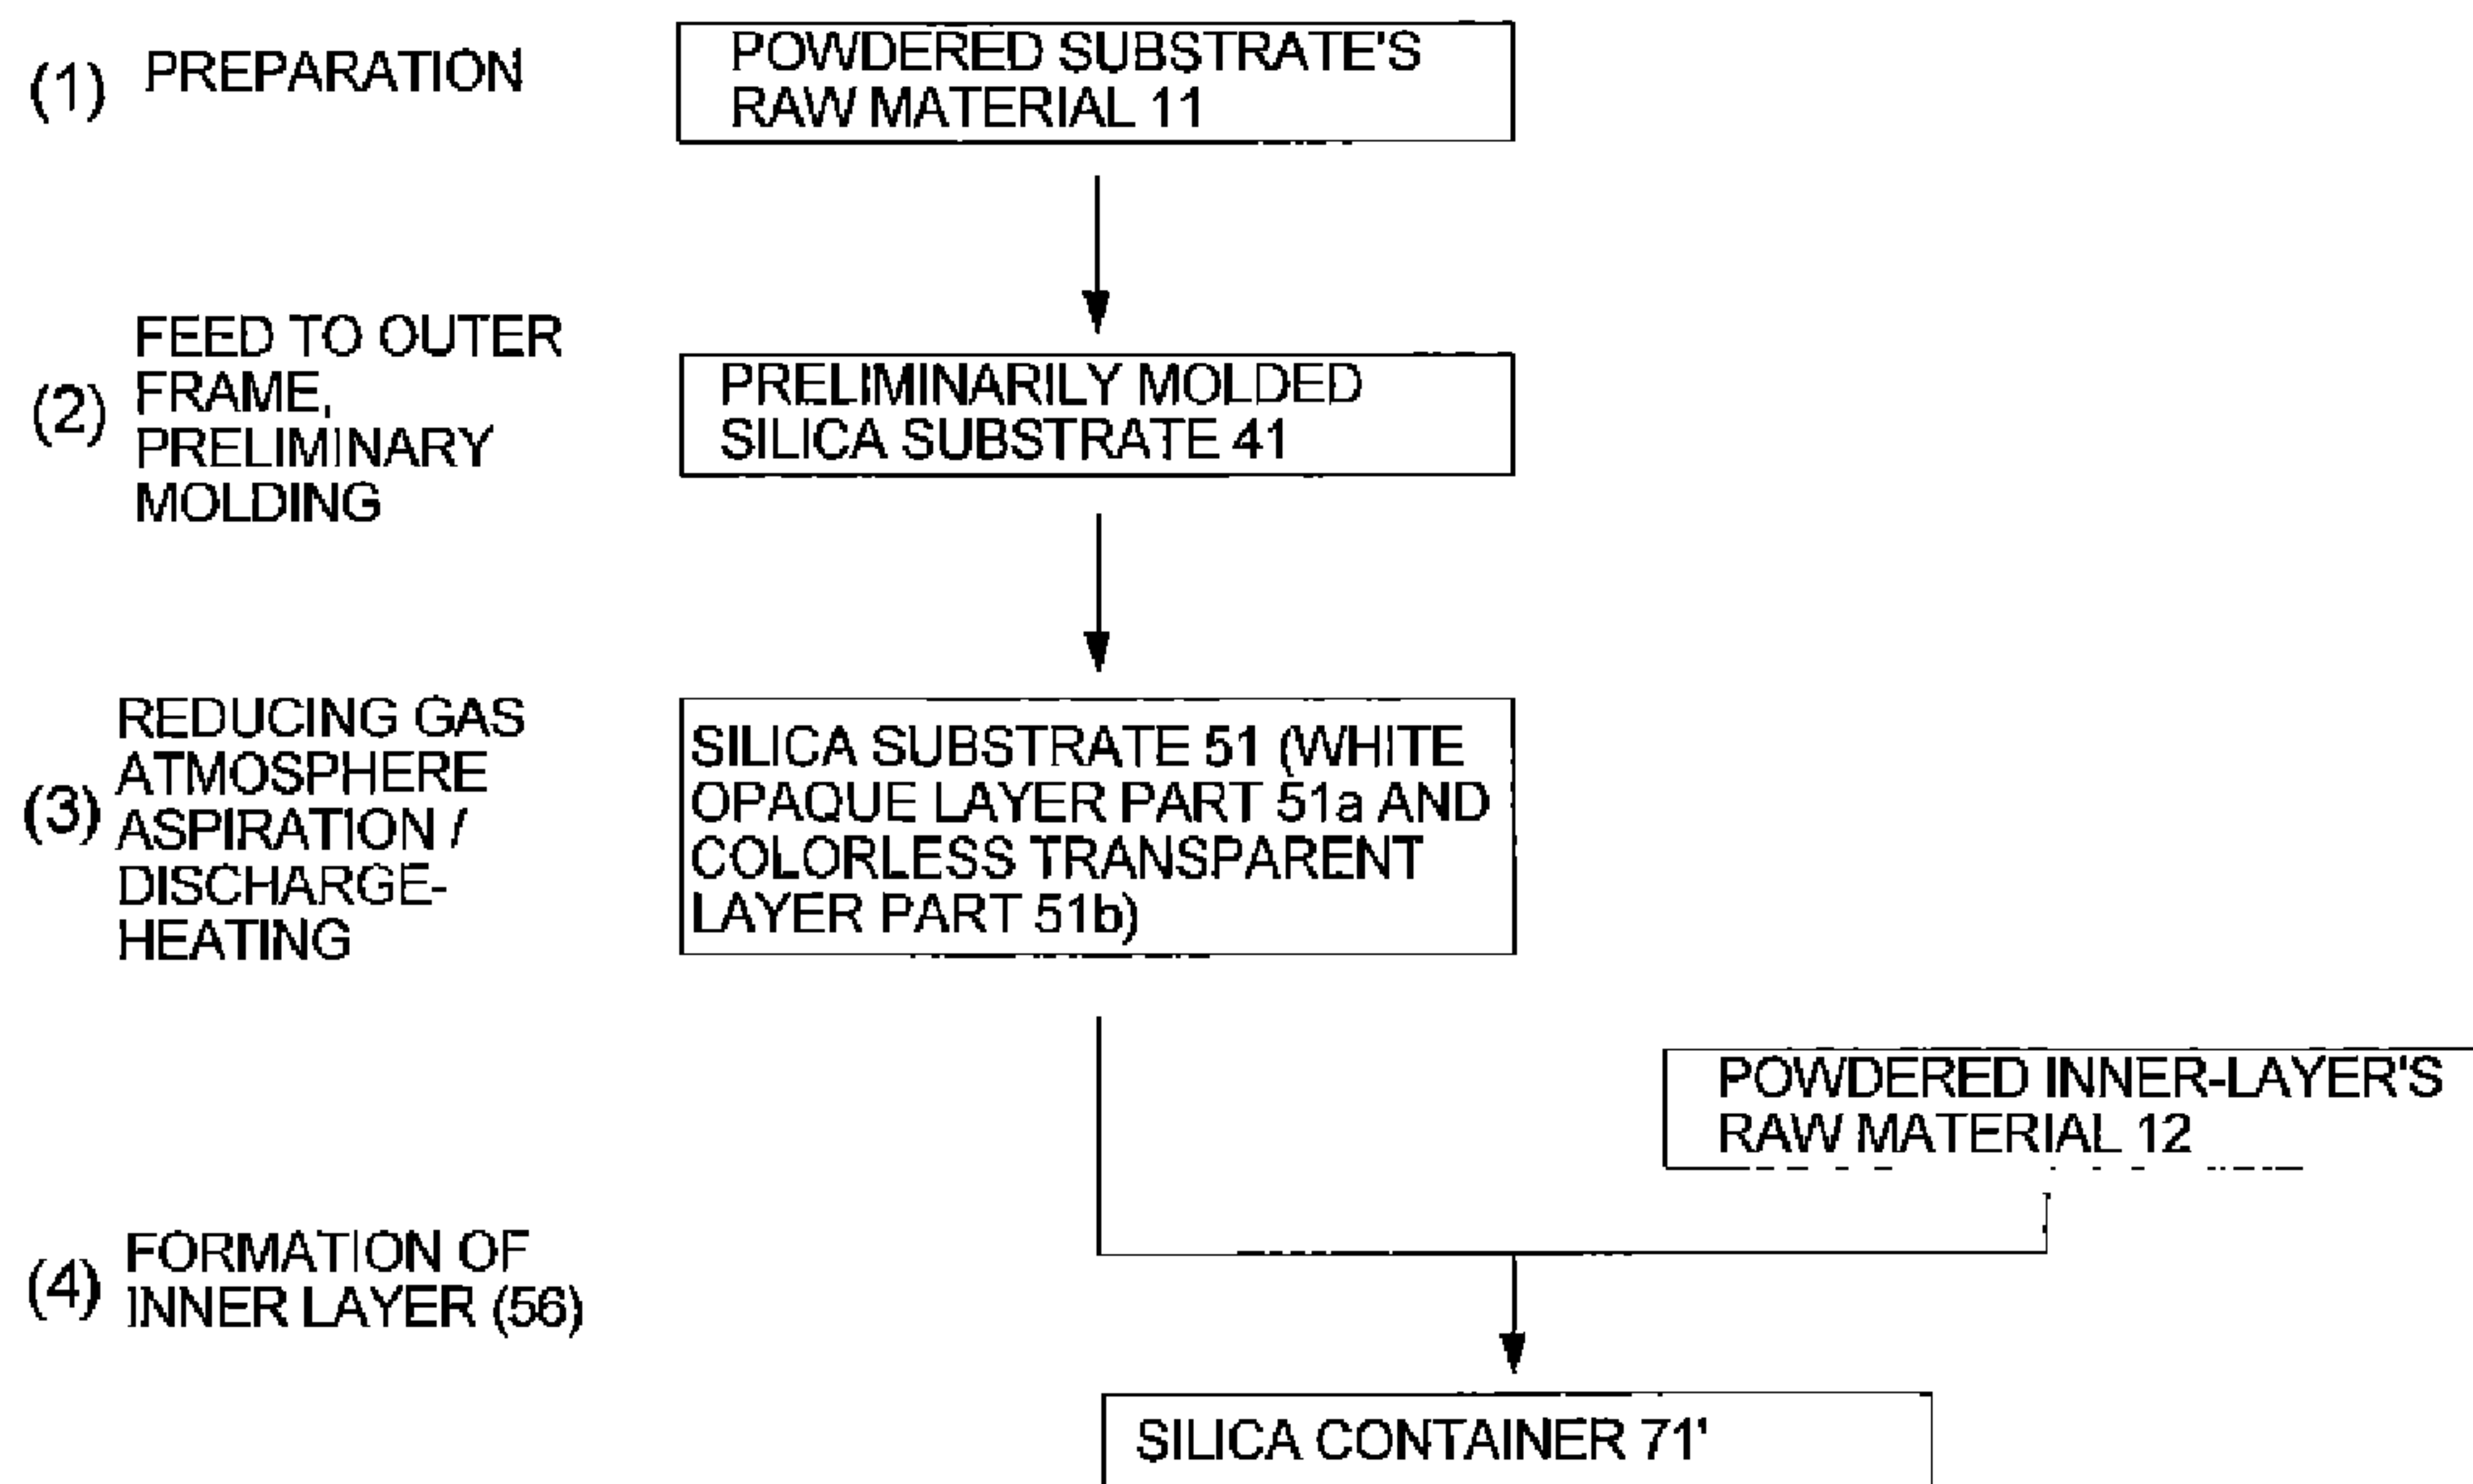 (1) PREPARATION
POWDERED SUBSTRATE'S
RAW MATERIAL 11
(2) FEED TO OUTER
FRAME,
PRELIMINARY
MOLDING
PRELIMINARILY MOLDED
SILICA SUBSTRATE 41
(3) REDUCING GAS
ATMOSPHERE
ASPIRATION /
DISCHARGE-
HEATING
SILICA SUBSTRATE 51 (WHITE
OPAQUE LAYER PART 51a AND
COLORLESS TRANSPARENT
LAYER PART 51b)
POWDERED INNER-LAYER'S
RAW MATERIAL 12
(4) FORMATION OF
INNER LAYER (56)
SILICA CONTAINER 71'